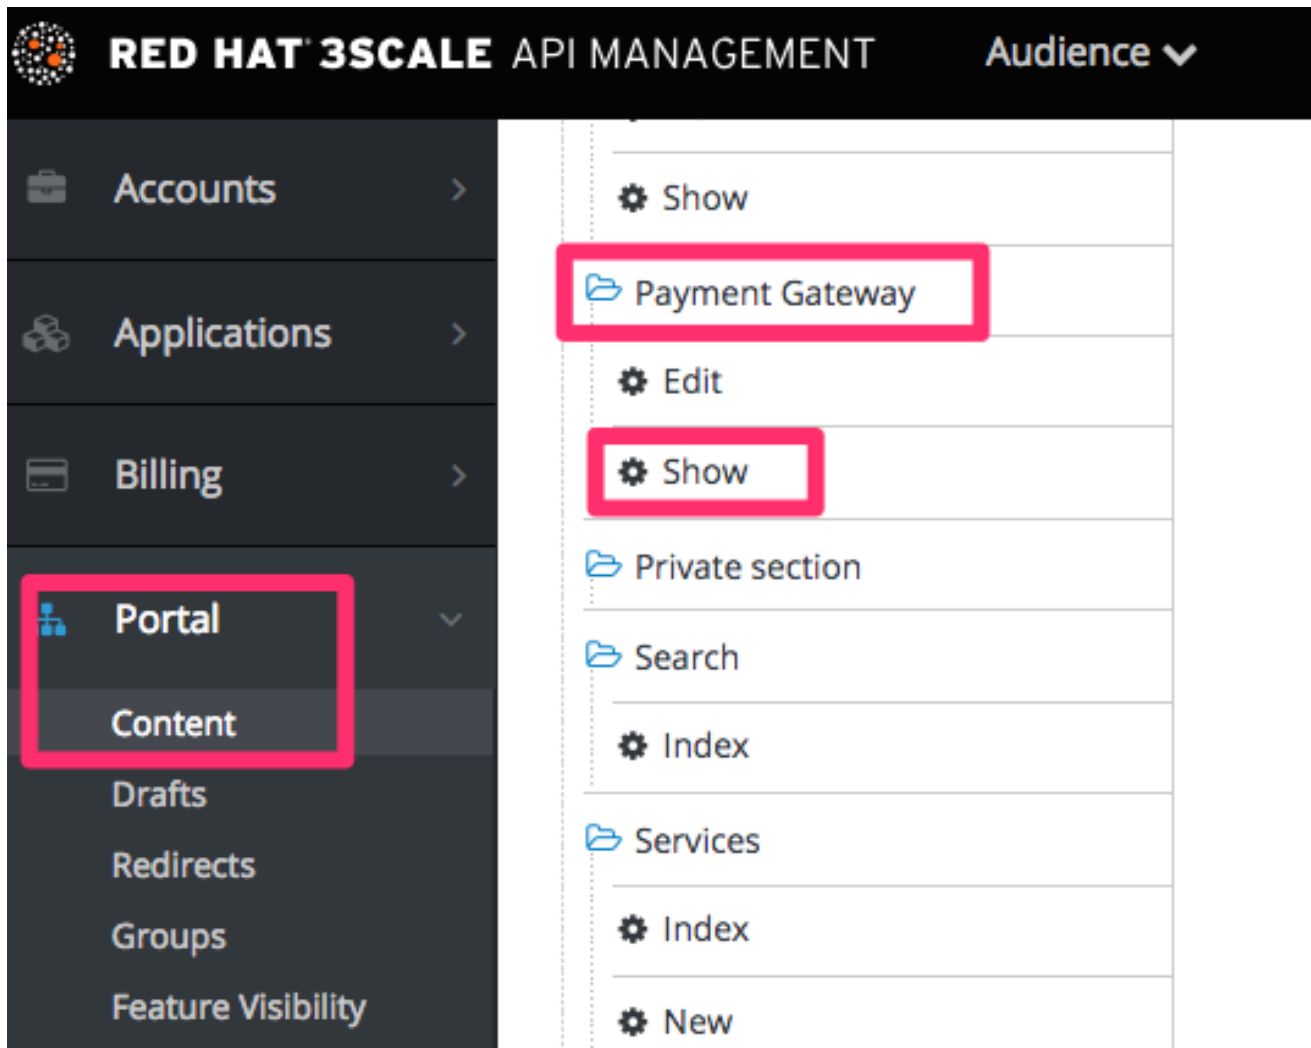 RED HAT® 3SCALE API MANAGEMENT Audience
Accounts
Applications
Billing
Portal
Content
Drafts
Redirects
Groups
Feature Visibility
Show
Payment Gateway
Edit
Show
Private section
Search
Index
Services
Index
New